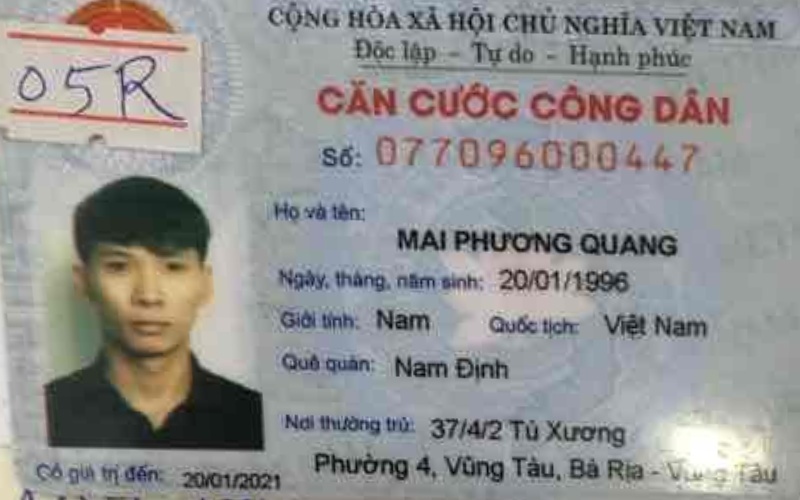 CỘNG HÒA XÃ HỘI CHỦ NGHĨA VIỆT NAM
Độc lập - Tự do - Hạnh phúc
05R
CĂN CƯỚC CÔNG DÂN
Số: 077096000447
Họ và tên:
MAI PHƯƠNG QUANG
Ngày, tháng, năm sinh: 20/01/1996
Giới tính: Nam Quốc tịch: Việt Nam
Quê quán: Nam Định
Nơi thường trú: 37/4/2 Tú Xương
Phường 4, Vũng Tàu, Bà Rịa - Vũng Tàu
Có giá trị đến: 20/01/2021